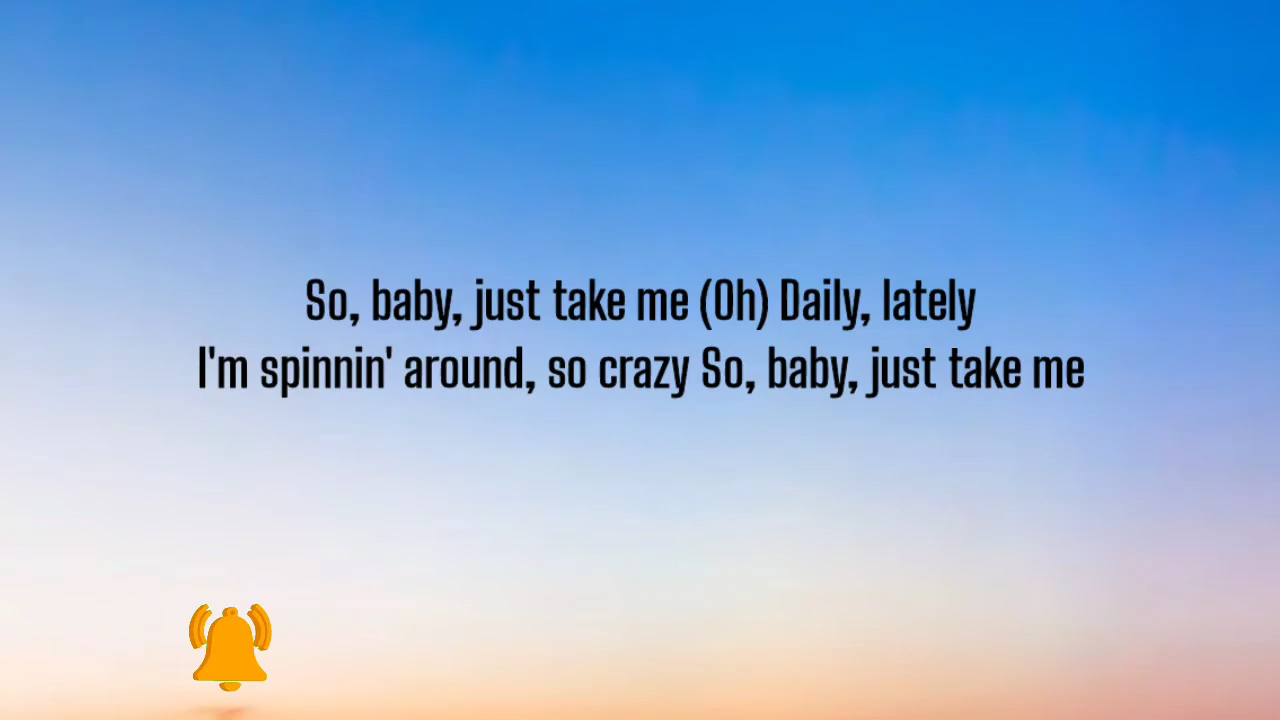 So, baby, just take me (Oh) Daily, lately
I'm spinnin' around, so crazy So, baby, just take me